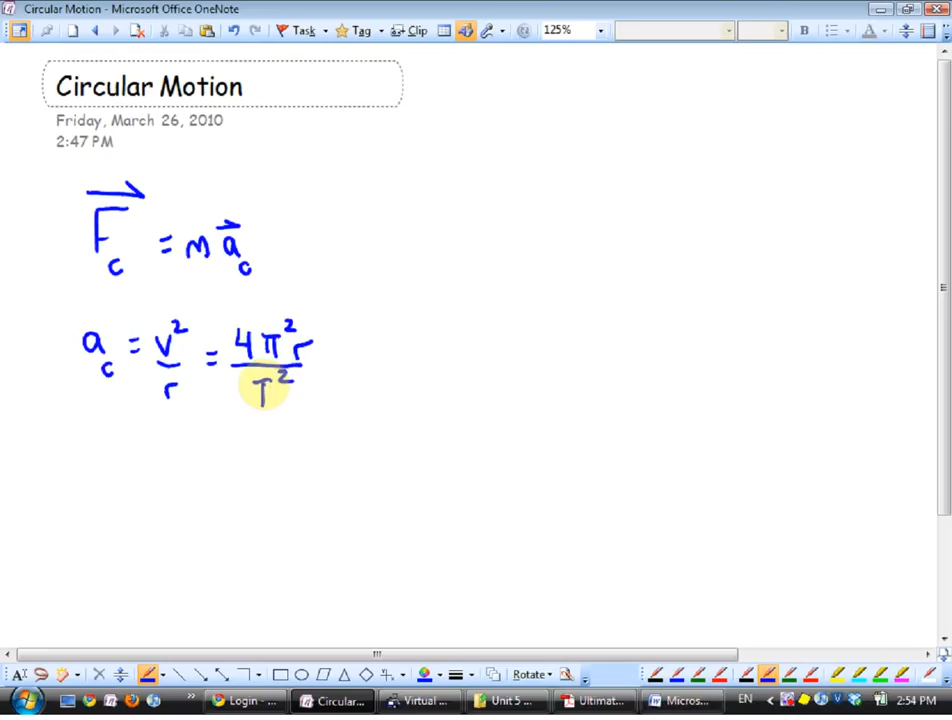 Circular Motion - Microsoft Office OneNote
Task Tag Clip 125% B A
Circular Motion
Friday, March 26, 2010
2:47 PM
F⃗c = m a⃗c
ac = v²/r = 4π²r/T²
Rotate
Login - ... Circular... Virtual ... Unit 5 ... Ultimat... Micros... EN 2:54 PM